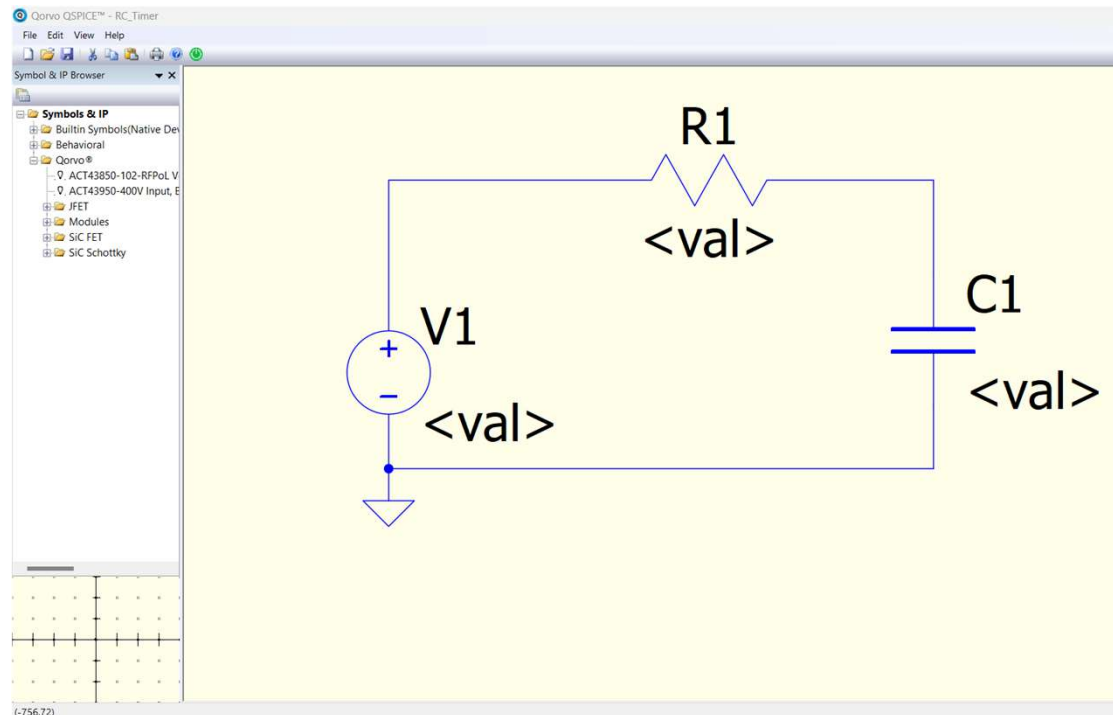 Qorvo QSPICE™ - RC_Timer
File Edit View Help
Symbol & IP Browser
Symbols & IP
Builtin Symbols(Native Dev
Behavioral
Qorvo®
ACT43850-102-RFPoL V
ACT43950-400V Input, E
JFET
Modules
SiC FET
SiC Schottky
R1
<val>
C1
<val>
V1
+
−
<val>
(-756,72)